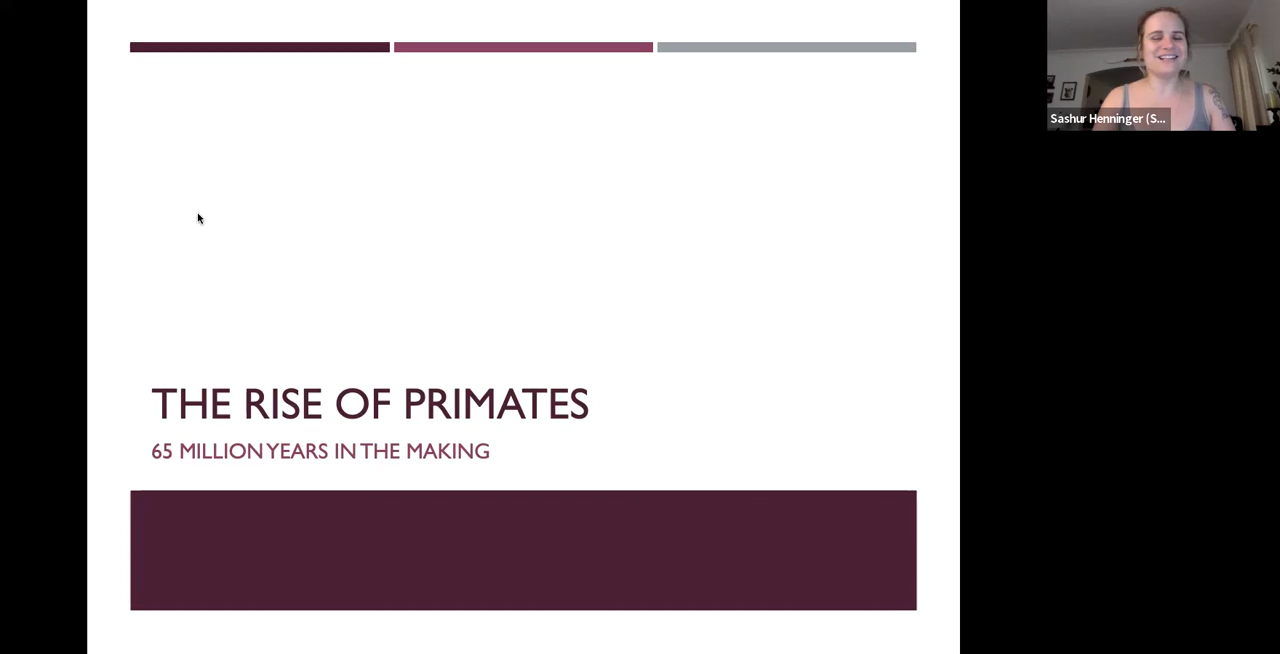 THE RISE OF PRIMATES
65 MILLION YEARS IN THE MAKING
Sashur Henninger (S...